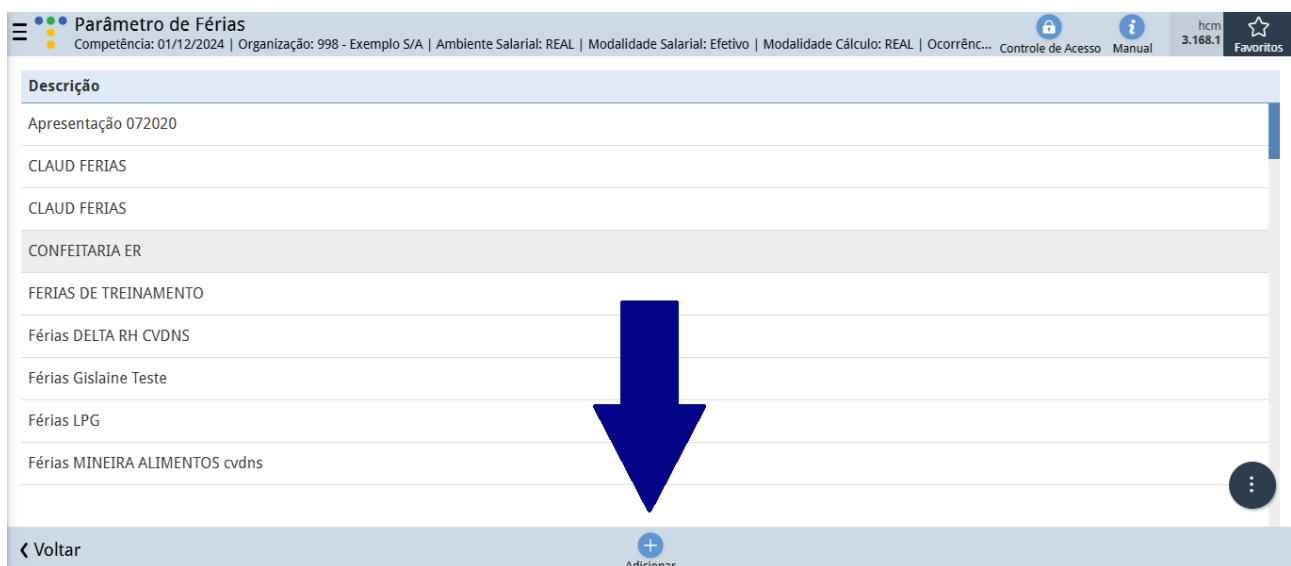 Parâmetro de Férias
Competência: 01/12/2024 | Organização: 998 - Exemplo S/A | Ambiente Salarial: REAL | Modalidade Salarial: Efetivo | Modalidade Cálculo: REAL | Ocorrênc...
Controle de Acesso
Manual
hcm
3.168.1
Favoritos
Descrição
Apresentação 072020
CLAUD FERIAS
CLAUD FERIAS
CONFEITARIA ER
FERIAS DE TREINAMENTO
Férias DELTA RH CVDNS
Férias Gislaine Teste
Férias LPG
Férias MINEIRA ALIMENTOS cvdns
Voltar
Adicionar